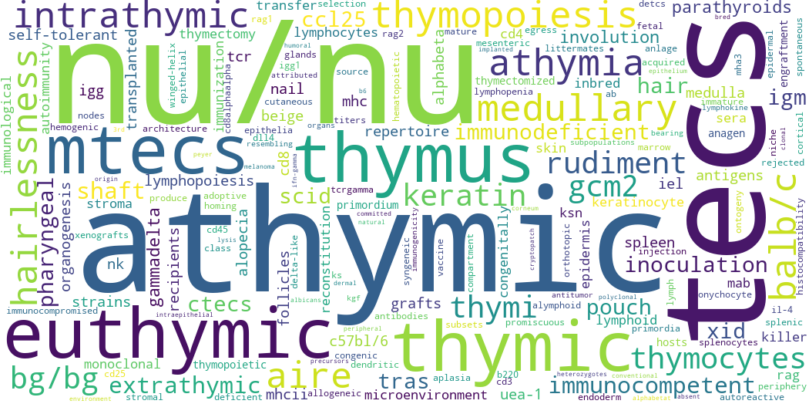 intrathymic
transfer
selection
detcs
parathyroids
rag1
ccl25
thymopoiesis
self-tolerant
thymectomy
lymphocytes
rag2
mature
cd4
egress
fetal
bred
nu/nu
tcr
glands
humoral
mesenteric
involution
littermates
anlage
epidermal
spontaneous
immunological
hairlessness
autoimmunity
igg
transplanted
winged-helix
epithelial
immunization
cd8alphaalpha
igg1
attributed
implanted
nail
source
cutaneous
b6
hematopoietic
alphabeta
thymectomized
athymia
acquired
epithelium
mha3
engraftment
lymphopenia
inbred
ab
hair
medulla
igm
nodes
beige
mhc
titers
medullary
immature
lymphokine
sera
hemogenic
architecture
epithelia
organs
repertoire
immunodeficient
anagen
niche
clonal
cortical
mtecs
dll4
resembling
peyer
melanoma
cd8
ifn-gamma
thymus
skin
subpopulations
marrow
bearing
rudiment
antigens
rejected
tecs
ontogeny
balb/c
histocompatibility
shaft
lymphopoiesis
scid
tcrgamma
keratin
gcm2
iel
keratinocyte
pharyngeal
organogenesis
stroma
origin
produce
adoptive
homing
primordium
committed
natural
athymic
congenitally
corneum
cryptopatch
ksn
orthotopic
epidermis
spleen
injection
inoculation
nk
gammadelta
recipients
cd45
lysis
class
alopecia
follicles
delta-like
reconstitution
syngeneic
immunogenicity
vaccine
compartment
antitumor
mab
onychocyte
xenografts
strains
ctecs
albicans
ks
dermal
kgf
grafts
alymphoid
polyclonal
lymph
il-4
immunocompromised
intraepithelial
antibodies
thymi
pouch
xid
splenic
euthymic
c57bl/6
peripheral
subsets
promiscuous
lymphoid
primordia
splenocytes
killer
monoclonal
congenic
thymic
hosts
thymocytes
bg/bg
cd25
thymopoietic
aire
precursors
dendritic
aplasia
b220
heterozygotes
conventional
rag
periphery
extrathymic
tras
cd3
immunocompetent
stromal
deficient
mhcii
allogeneic
microenvironment
uea-1
endoderm
alphabetac
absent
autoreactive